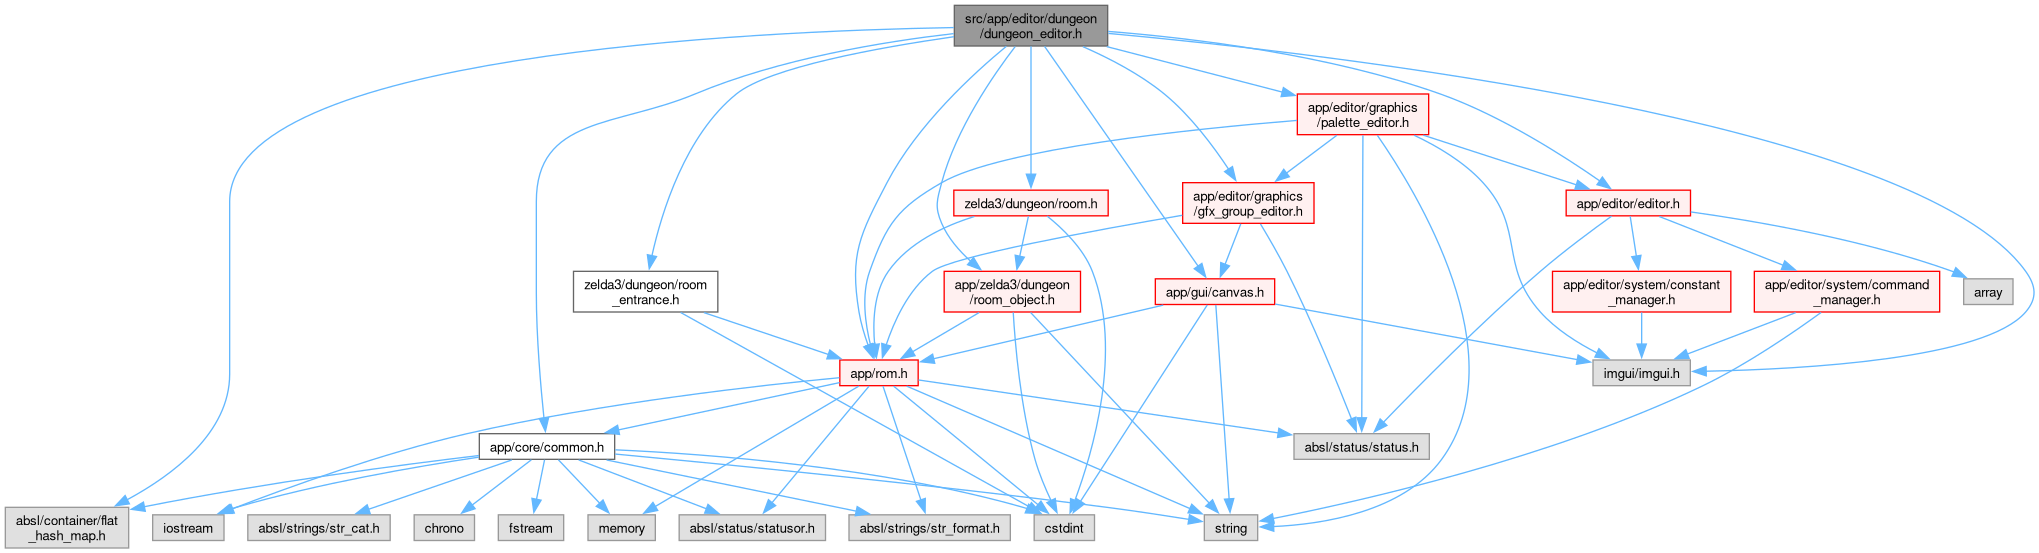 src/app/editor/dungeon
/dungeon_editor.h
app/editor/graphics
/palette_editor.h
zelda3/dungeon/room.h
app/editor/graphics
/gfx_group_editor.h
app/editor/editor.h
zelda3/dungeon/room
_entrance.h
app/zelda3/dungeon
/room_object.h
app/gui/canvas.h
app/editor/system/constant
_manager.h
app/editor/system/command
_manager.h
array
app/rom.h
imgui/imgui.h
app/core/common.h
absl/status/status.h
absl/container/flat
_hash_map.h
iostream
absl/strings/str_cat.h
chrono
fstream
memory
absl/status/statusor.h
absl/strings/str_format.h
cstdint
string